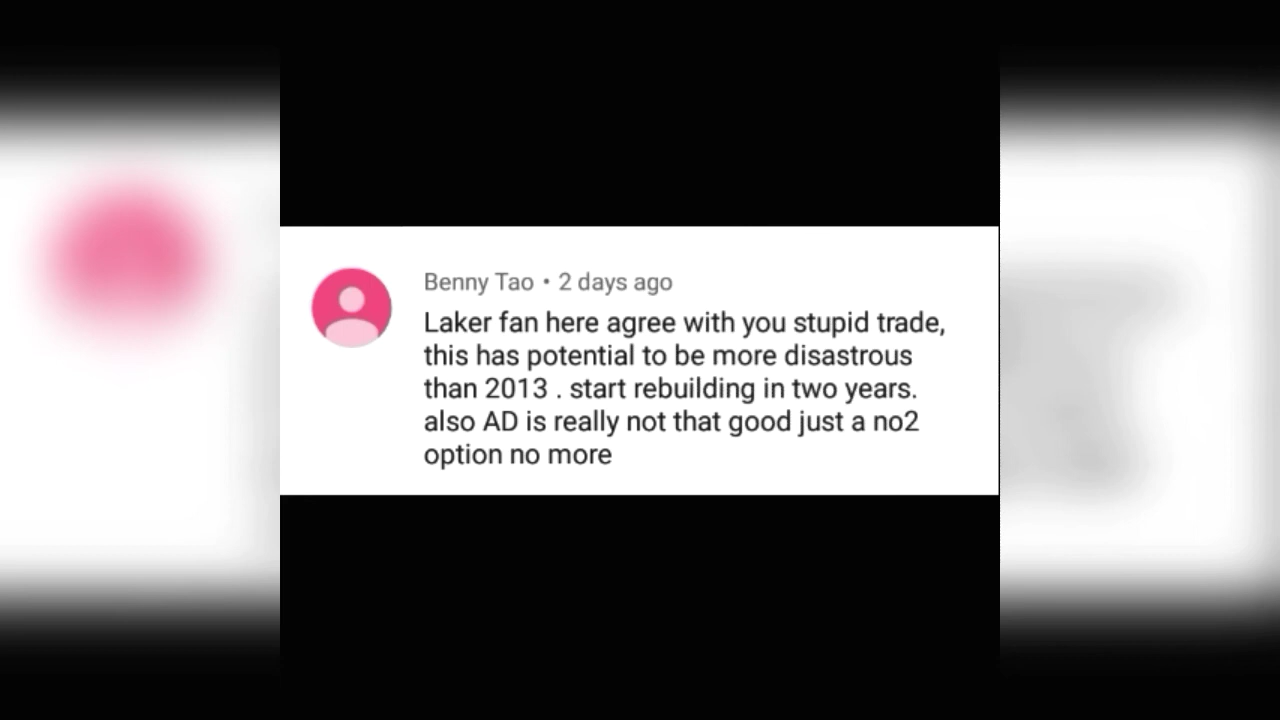 Benny Tao • 2 days ago
Laker fan here agree with you stupid trade,
this has potential to be more disastrous
than 2013 . start rebuilding in two years.
also AD is really not that good just a no2
option no more